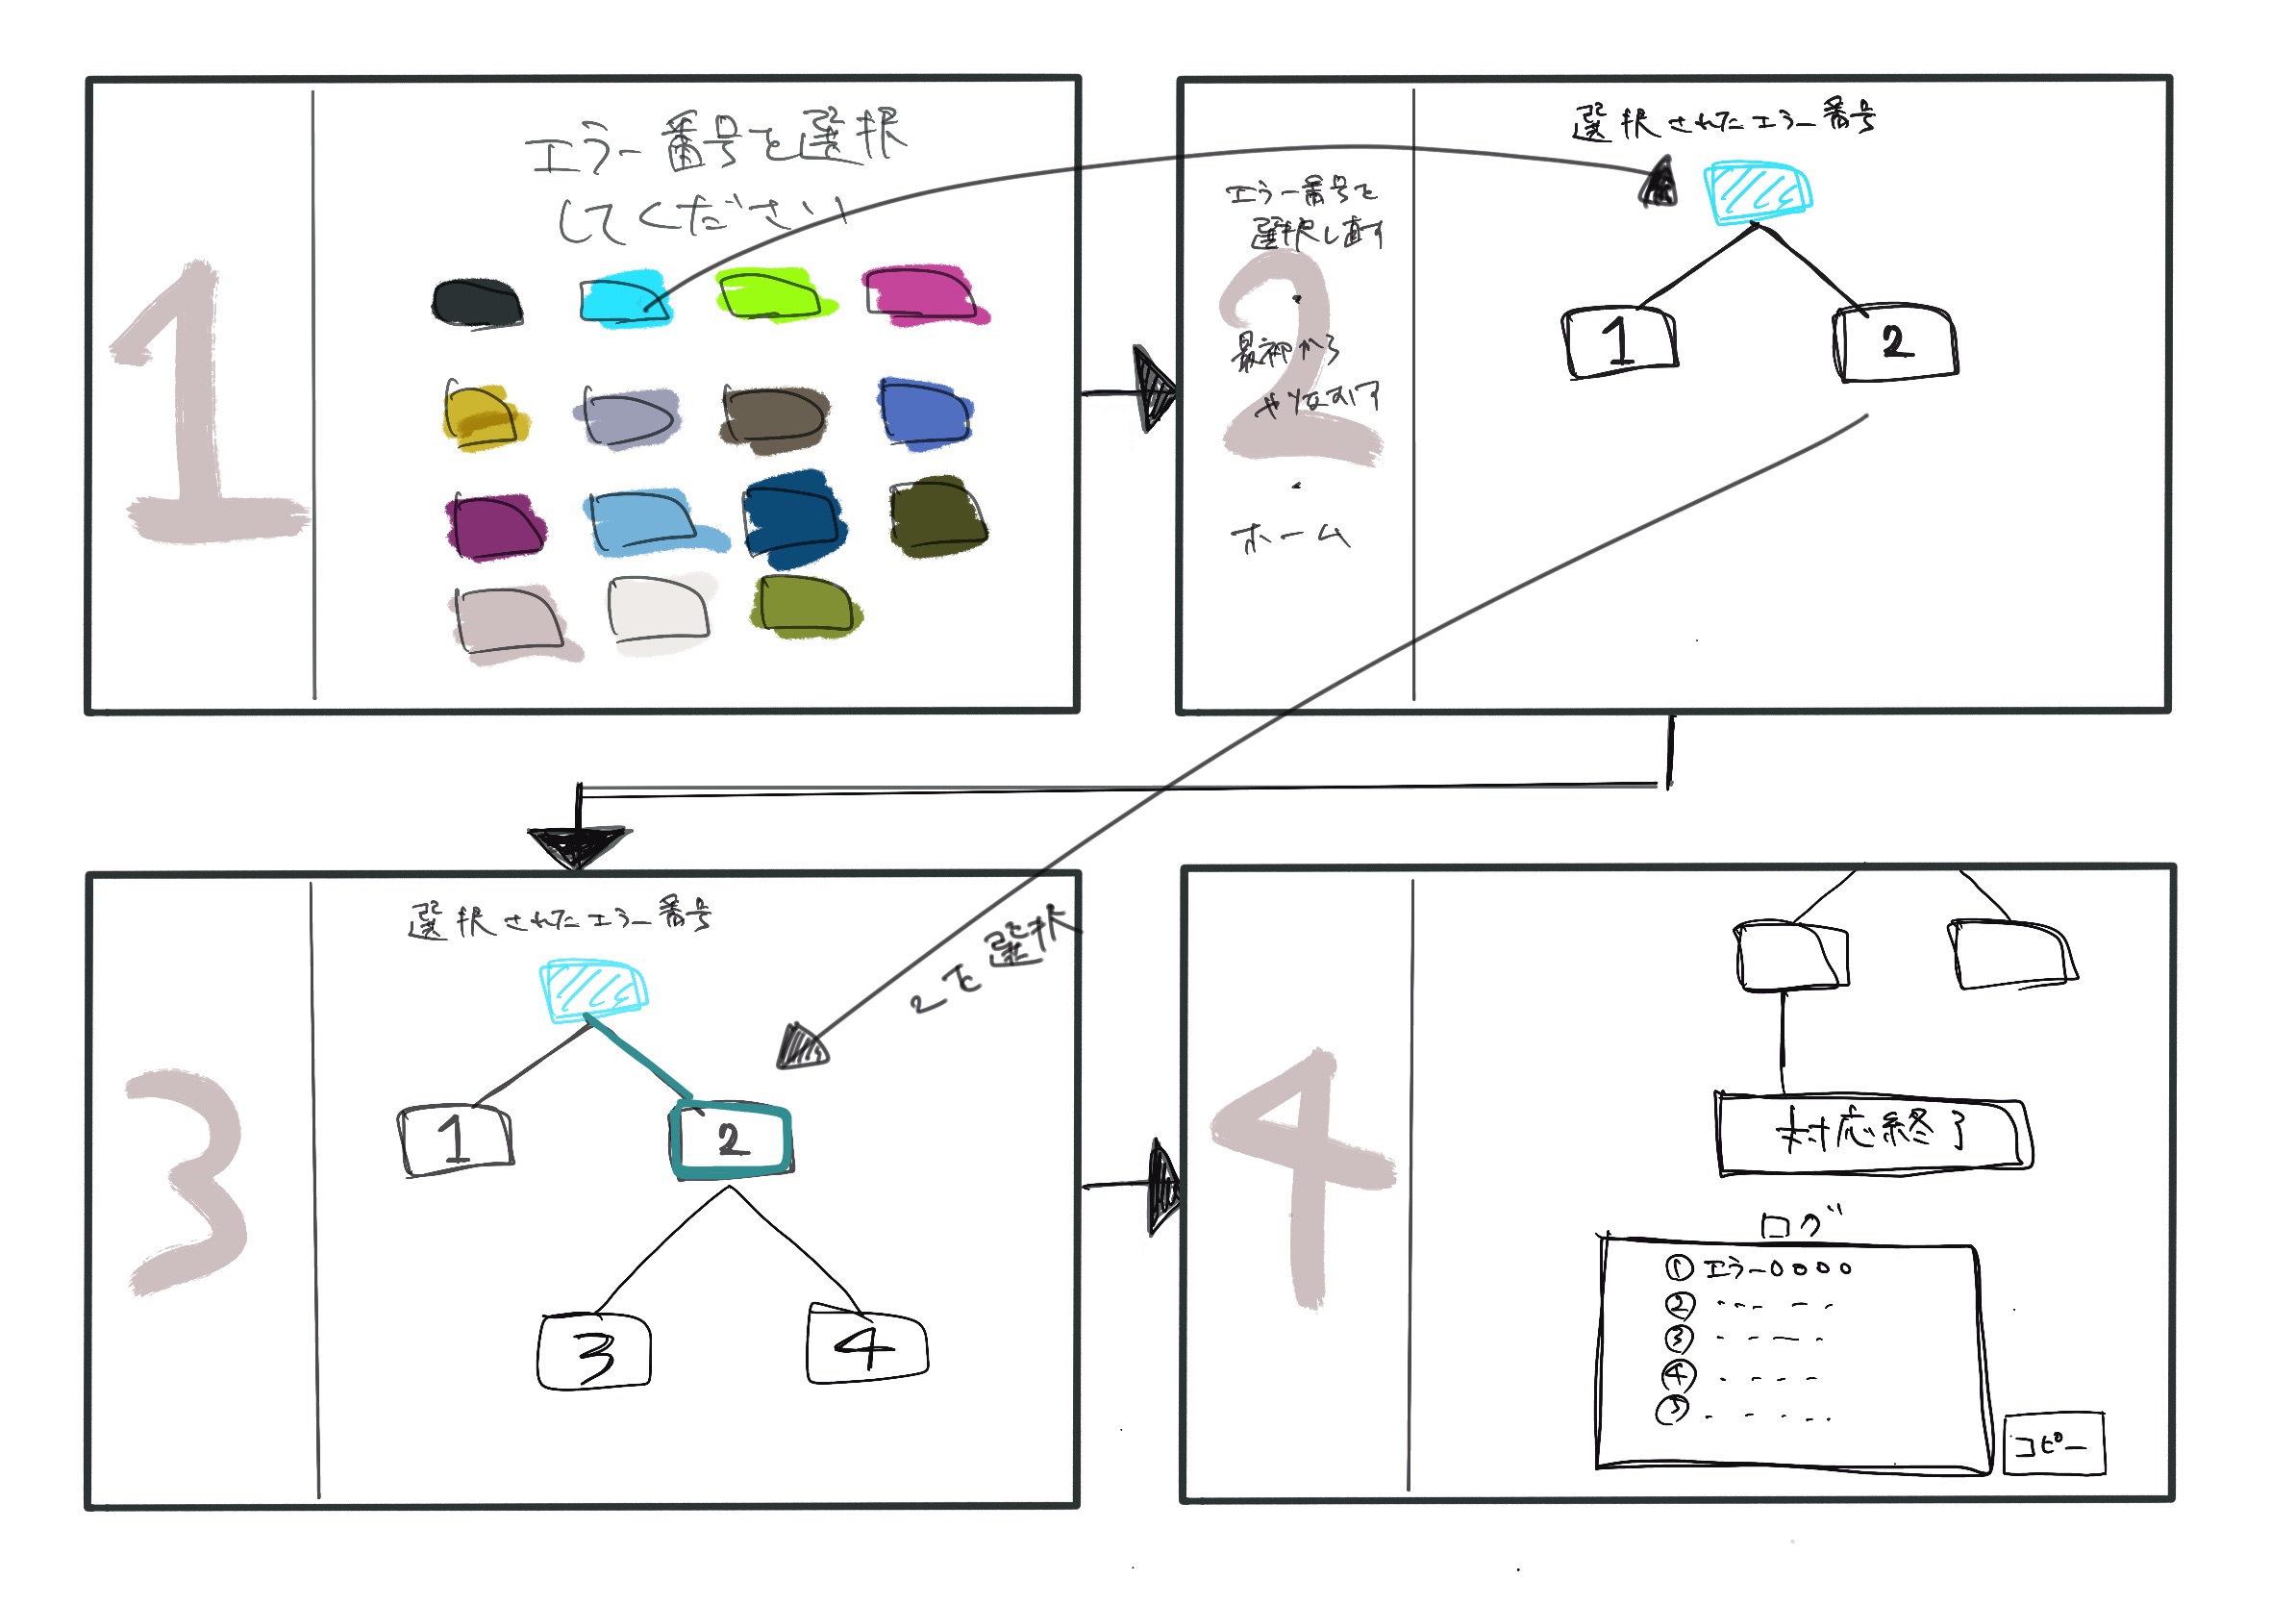 1
エラー番号を選択
してください
2
エラー番号を
選択し直す
・
最初から
やりなおす
・
ホーム
選択されたエラー番号
1
2
3
選択されたエラー番号
2を選択
1
2
3
4
4
対応終了
ログ
① エラー0000
②
③
④
⑤
コピー